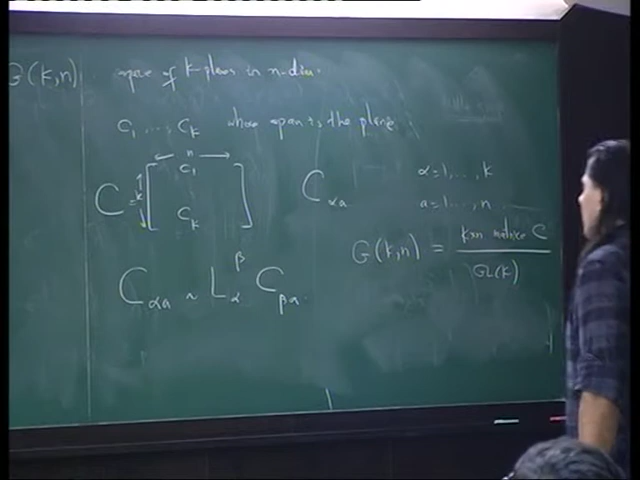 G(k,n) space of k-planes in n-dim.
C₁ ... C_k whose span is the plane
C = k [ C₁ C_k ] n
C_αa α=1,...,k
a=1,...,n
G(k,n) = k×n matrices C / GL(k)
C_αa ~ L_α^β C_βa